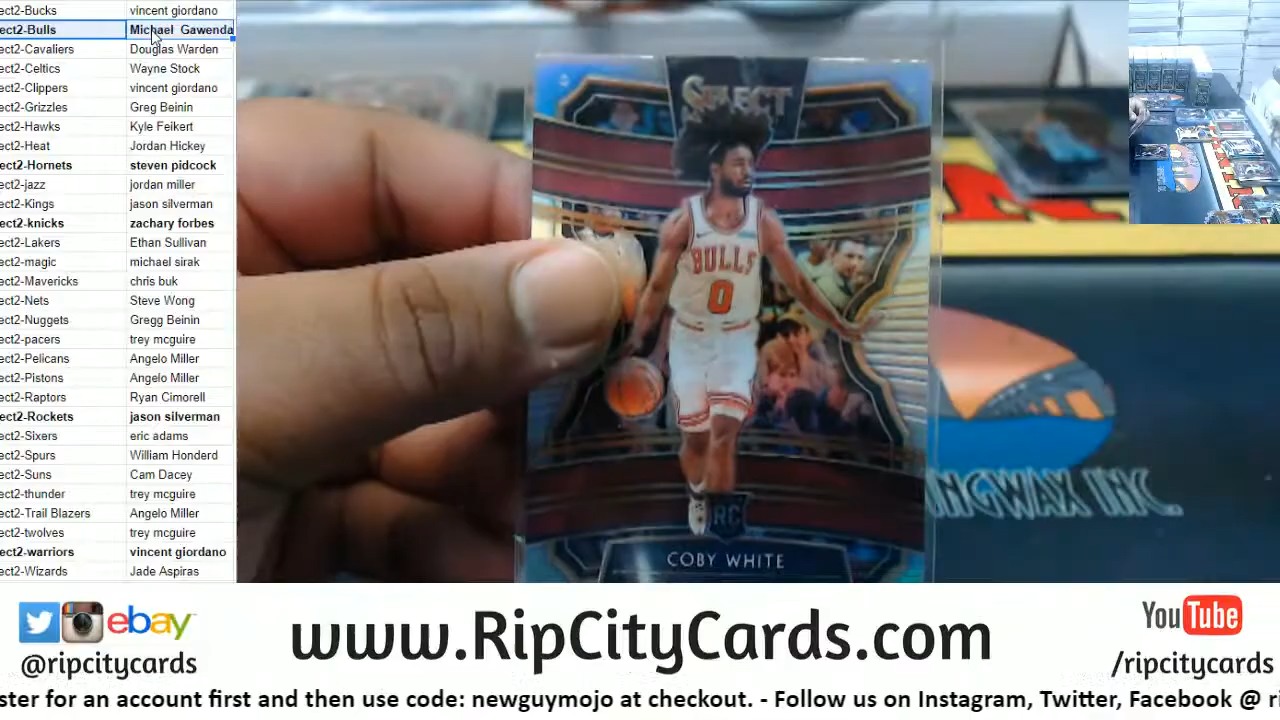 ect2-Bucks vincent giordano
ect2-Bulls Michael Gawenda
ect2-Cavaliers Douglas Warden
ect2-Celtics Wayne Stock
ect2-Clippers vincent giordano
ect2-Grizzles Greg Beinin
ect2-Hawks Kyle Feikert
ect2-Heat Jordan Hickey
ect2-Hornets steven pidcock
ect2-jazz jordan miller
ect2-Kings jason silverman
ect2-knicks zachary forbes
ect2-Lakers Ethan Sullivan
ect2-magic michael sirak
ect2-Mavericks chris buk
ect2-Nets Steve Wong
ect2-Nuggets Gregg Beinin
ect2-pacers trey mcguire
ect2-Pelicans Angelo Miller
ect2-Pistons Angelo Miller
ect2-Raptors Ryan Cimorell
ect2-Rockets jason silverman
ect2-Sixers eric adams
ect2-Spurs William Honderd
ect2-Suns Cam Dacey
ect2-thunder trey mcguire
ect2-Trail Blazers Angelo Miller
ect2-twolves trey mcguire
ect2-warriors vincent giordano
ect2-Wizards Jade Aspiras
SELECT
BULLS
0
RC
COBY WHITE
NGWAX INC.
ebay
@ripcitycards
www.RipCityCards.com
YouTube
/ripcitycards
ster for an account first and then use code: newguymojo at checkout. - Follow us on Instagram, Twitter, Facebook @ ri